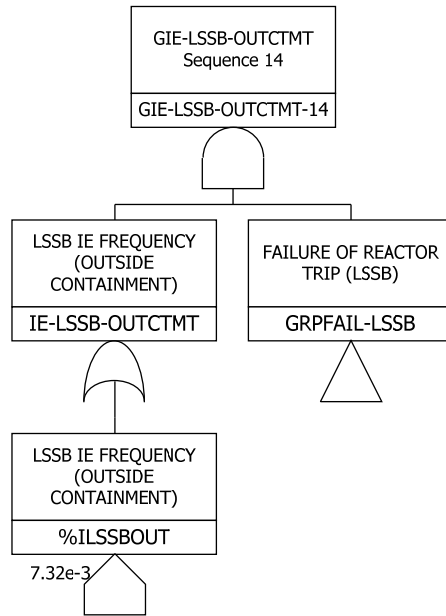 GIE-LSSB-OUTCTMT
Sequence 14
GIE-LSSB-OUTCTMT-14
LSSB IE FREQUENCY
(OUTSIDE
CONTAINMENT)
IE-LSSB-OUTCTMT
FAILURE OF REACTOR
TRIP (LSSB)
GRPFAIL-LSSB
LSSB IE FREQUENCY
(OUTSIDE
CONTAINMENT)
%ILSSBOUT
7.32e-3